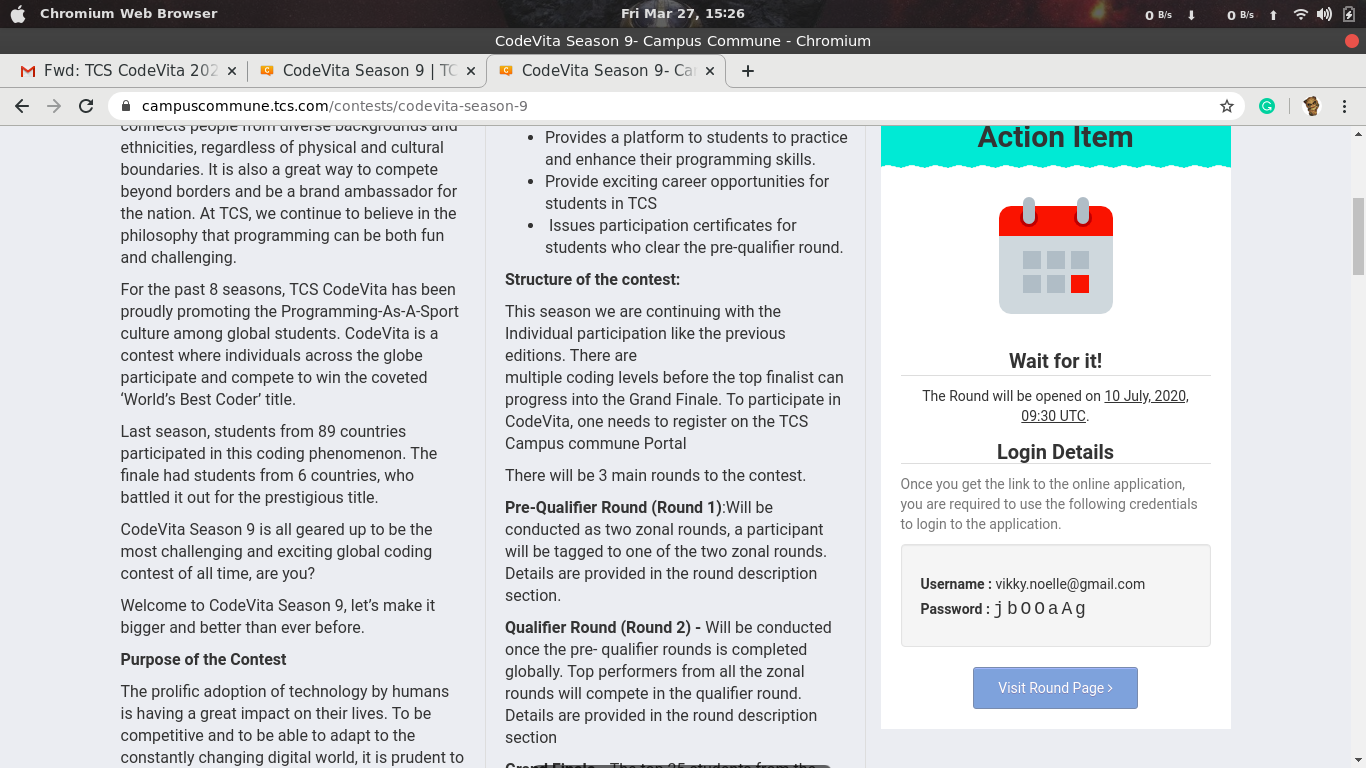 Chromium Web Browser
Fri Mar 27, 15:26
0 B/s 0 B/s
CodeVita Season 9- Campus Commune - Chromium
Fwd: TCS CodeVita 202
CodeVita Season 9 | TC
CodeVita Season 9- Ca
campuscommune.tcs.com/contests/codevita-season-9
connects people from diverse backgrounds and
ethnicities, regardless of physical and cultural
boundaries. It is also a great way to compete
beyond borders and be a brand ambassador for
the nation. At TCS, we continue to believe in the
philosophy that programming can be both fun
and challenging.
For the past 8 seasons, TCS CodeVita has been
proudly promoting the Programming-As-A-Sport
culture among global students. CodeVita is a
contest where individuals across the globe
participate and compete to win the coveted
‘World’s Best Coder’ title.
Last season, students from 89 countries
participated in this coding phenomenon. The
finale had students from 6 countries, who
battled it out for the prestigious title.
CodeVita Season 9 is all geared up to be the
most challenging and exciting global coding
contest of all time, are you?
Welcome to CodeVita Season 9, let’s make it
bigger and better than ever before.
Purpose of the Contest
The prolific adoption of technology by humans
is having a great impact on their lives. To be
competitive and to be able to adapt to the
constantly changing digital world, it is prudent to
• Provides a platform to students to practice
and enhance their programming skills.
• Provide exciting career opportunities for
students in TCS
• Issues participation certificates for
students who clear the pre-qualifier round.
Structure of the contest:
This season we are continuing with the
Individual participation like the previous
editions. There are
multiple coding levels before the top finalist can
progress into the Grand Finale. To participate in
CodeVita, one needs to register on the TCS
Campus commune Portal
There will be 3 main rounds to the contest.
Pre-Qualifier Round (Round 1):Will be
conducted as two zonal rounds, a participant
will be tagged to one of the two zonal rounds.
Details are provided in the round description
section.
Qualifier Round (Round 2) - Will be conducted
once the pre- qualifier rounds is completed
globally. Top performers from all the zonal
rounds will compete in the qualifier round.
Details are provided in the round description
section
Grand Finale - The top 25 students from the
Action Item
Wait for it!
The Round will be opened on 10 July, 2020,
09:30 UTC.
Login Details
Once you get the link to the online application,
you are required to use the following credentials
to login to the application.
Username : vikky.noelle@gmail.com
Password : jbOOaAg
Visit Round Page >